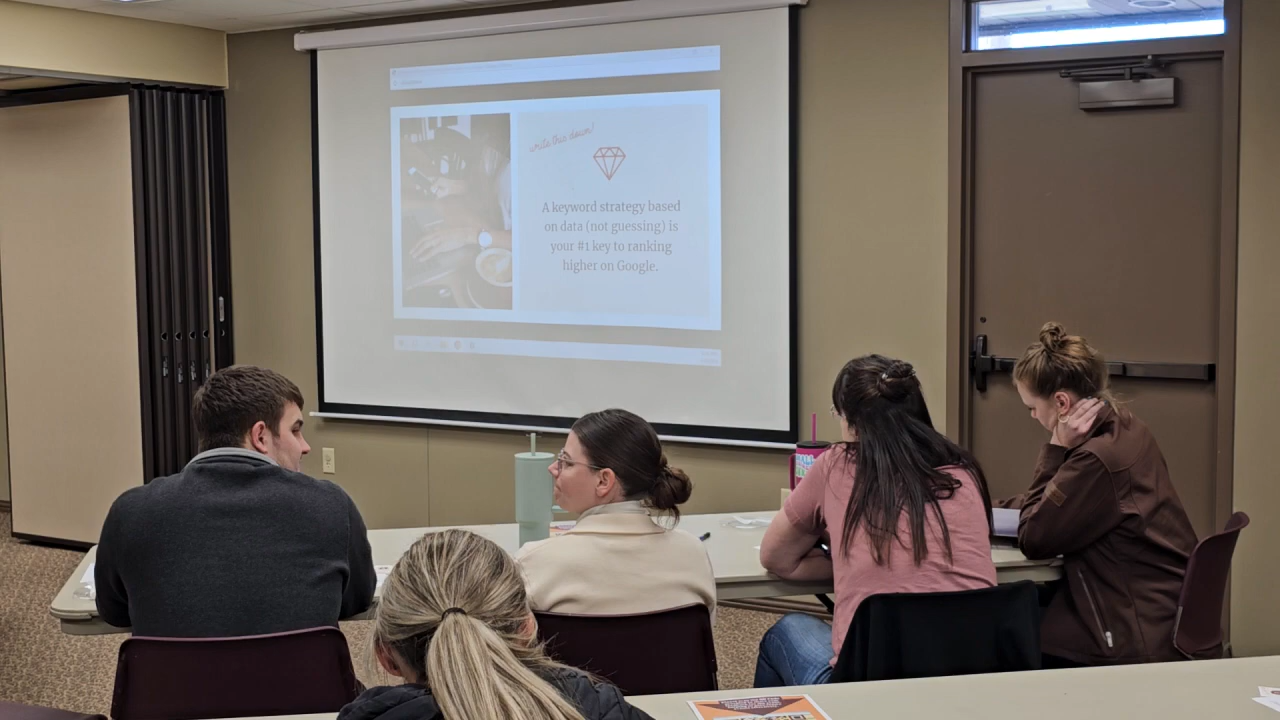 write this down!
A keyword strategy based
on data (not guessing) is
your #1 key to ranking
higher on Google.